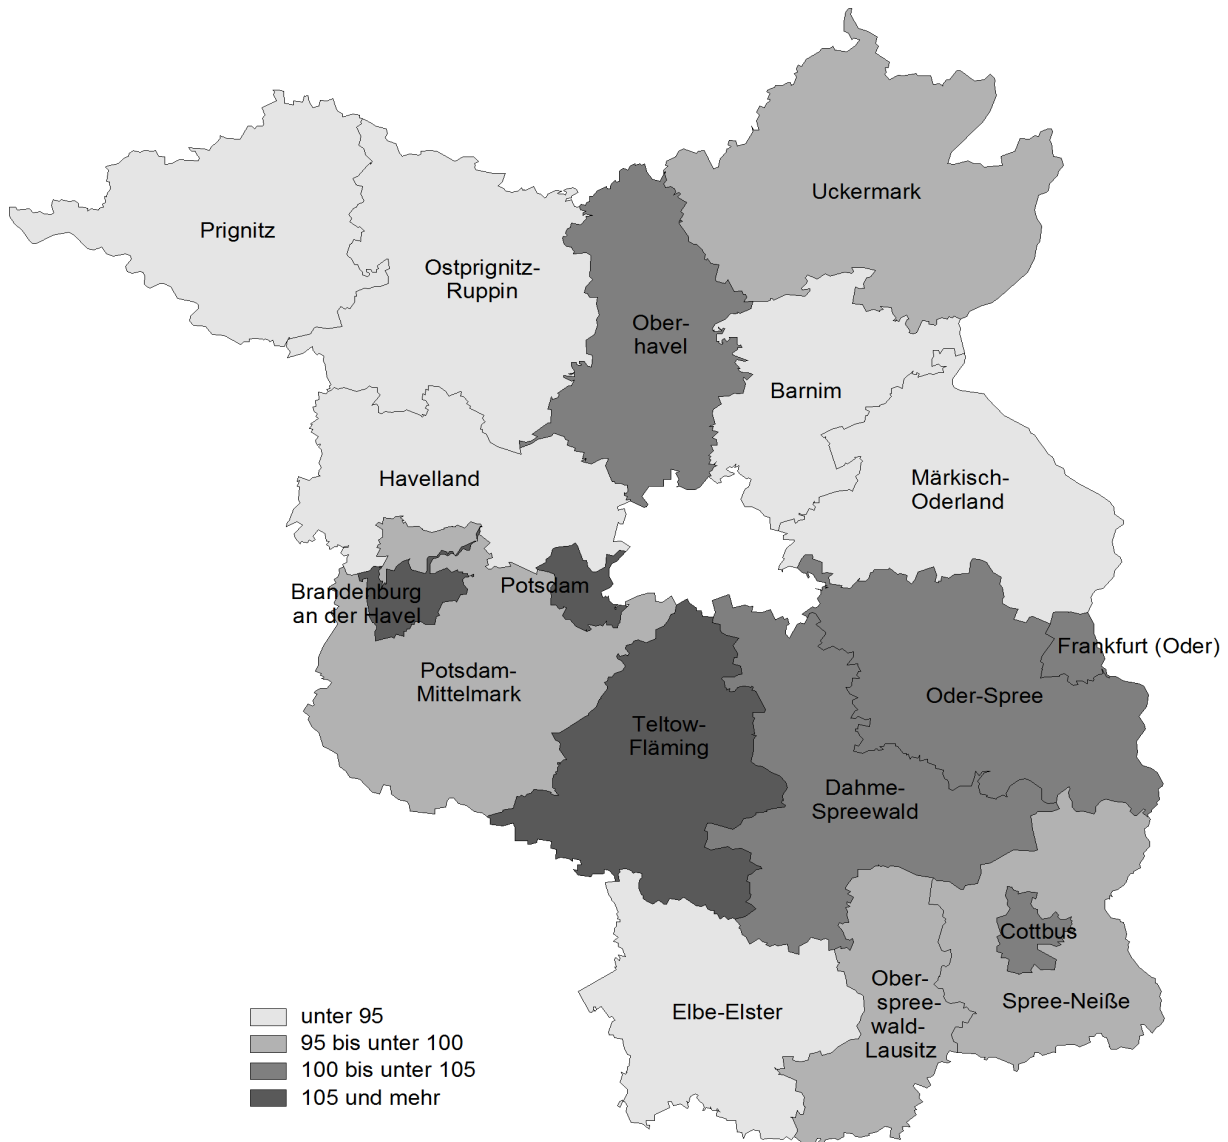 Uckermark
Prignitz
Ostprignitz-
Ruppin
Ober-
havel
Barnim
Havelland
Märkisch-
Oderland
Brandenburg
an der Havel
Potsdam
Frankfurt (Oder)
Potsdam-
Mittelmark
Oder-Spree
Teltow-
Fläming
Dahme-
Spreewald
Cottbus
Ober-
spree-
wald-
Lausitz
Spree-Neiße
Elbe-Elster
unter 95
95 bis unter 100
100 bis unter 105
105 und mehr